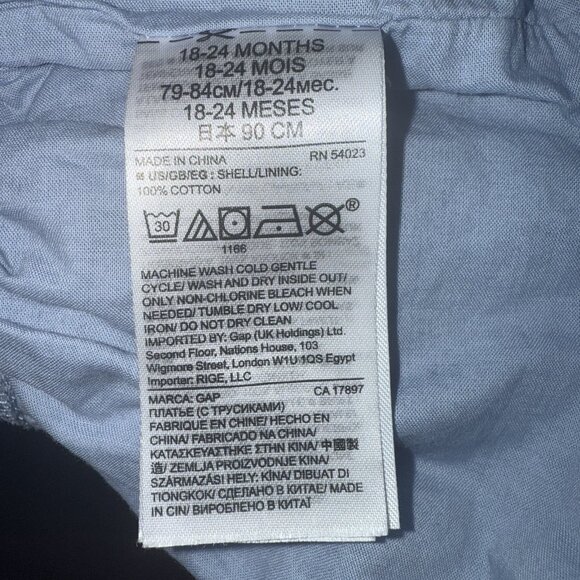 18-24 MONTHS
18-24 MOIS
79-84см/18-24мес.
18-24 MESES
日本 90 CM
MADE IN CHINA RN 54023
US/GB/EG : SHELL/LINING:
100% COTTON
30 ®
1166
MACHINE WASH COLD GENTLE
CYCLE/ WASH AND DRY INSIDE OUT/
ONLY NON-CHLORINE BLEACH WHEN
NEEDED/ TUMBLE DRY LOW/ COOL
IRON/ DO NOT DRY CLEAN
IMPORTED BY: Gap (UK Holdings) Ltd.
Second Floor, Nations House, 103
Wigmore Street, London W1U 1QS Egypt
Importer: RIGE, LLC
MARCA: GAP CA 17897
ПЛАТЬЕ (С ТРУСИКАМИ)
FABRIQUE EN CHINE/ HECHO EN
CHINA/ FABRICADO NA CHINA/
ΚΑΤΑΣΚΕΥΑΣΤΗΚΕ ΣΤΗΝ ΚΙΝΑ/ 中國製
造/ ZEMLJA PROIZVODNJE KINA/
SZÁRMAZÁSI HELY: KÍNA/ DIBUAT DI
TIONGKOK/ СДЕЛАНО В КИТАЕ/ MADE
IN CIN/ ВИРОБЛЕНО В КИТАЇ